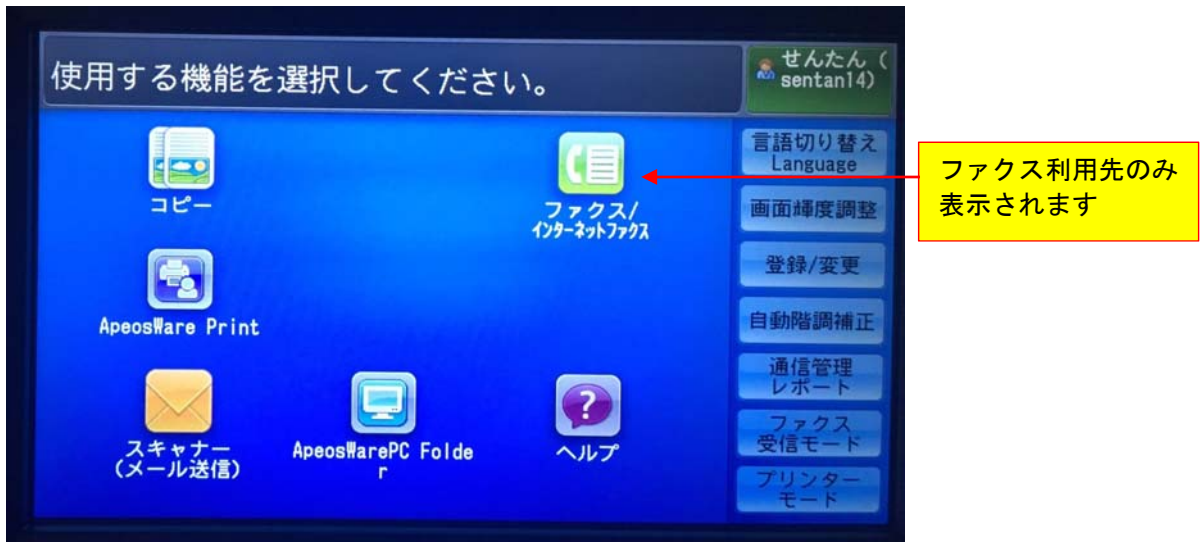 使用する機能を選択してください。
せんたん（
sentan14)
コピー
ファクス/
インターネットファクス
ApeosWare Print
スキャナー
(メール送信)
ApeosWarePC Folde
r
?
ヘルプ
言語切り替え
Language
画面輝度調整
登録/変更
自動階調補正
通信管理
レポート
ファクス
受信モード
プリンター
モード
ファクス利用先のみ
表示されます